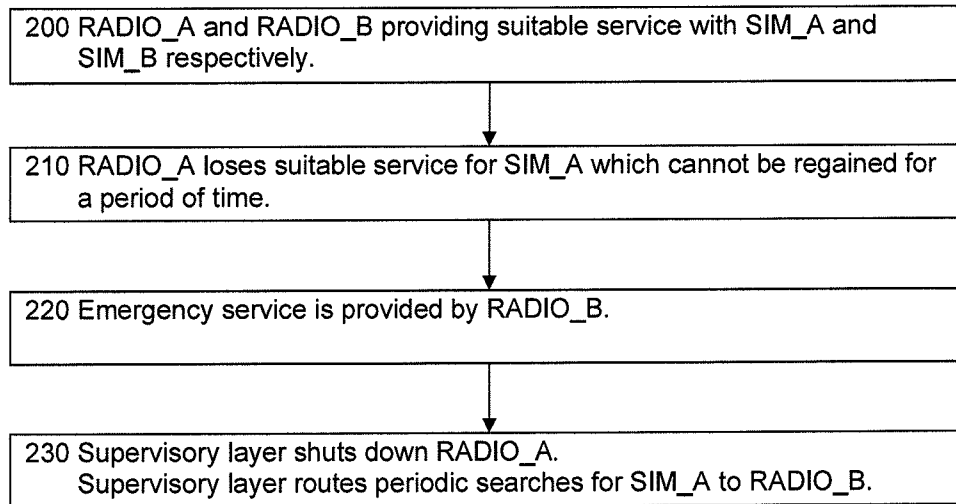 200 RADIO_A and RADIO_B providing suitable service with SIM_A and
SIM_B respectively.
210 RADIO_A loses suitable service for SIM_A which cannot be regained for
a period of time.
220 Emergency service is provided by RADIO_B.
230 Supervisory layer shuts down RADIO_A.
Supervisory layer routes periodic searches for SIM_A to RADIO_B.